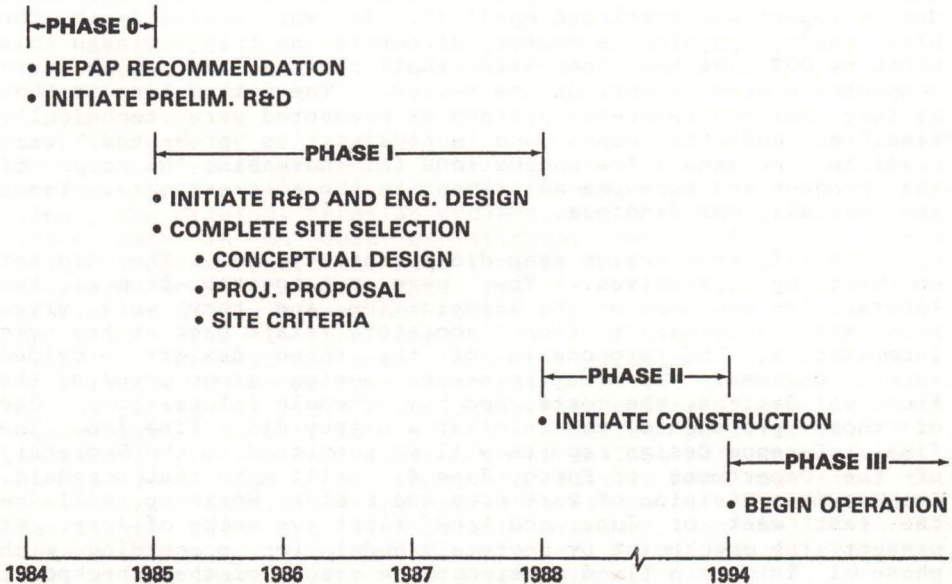 PHASE 0
• HEPAP RECOMMENDATION
• INITIATE PRELIM. R&D
PHASE I
• INITIATE R&D AND ENG. DESIGN
• COMPLETE SITE SELECTION
• CONCEPTUAL DESIGN
• PROJ. PROPOSAL
• SITE CRITERIA
PHASE II
• INITIATE CONSTRUCTION
PHASE III
• BEGIN OPERATION
1984 1985 1986 1987 1988 1994